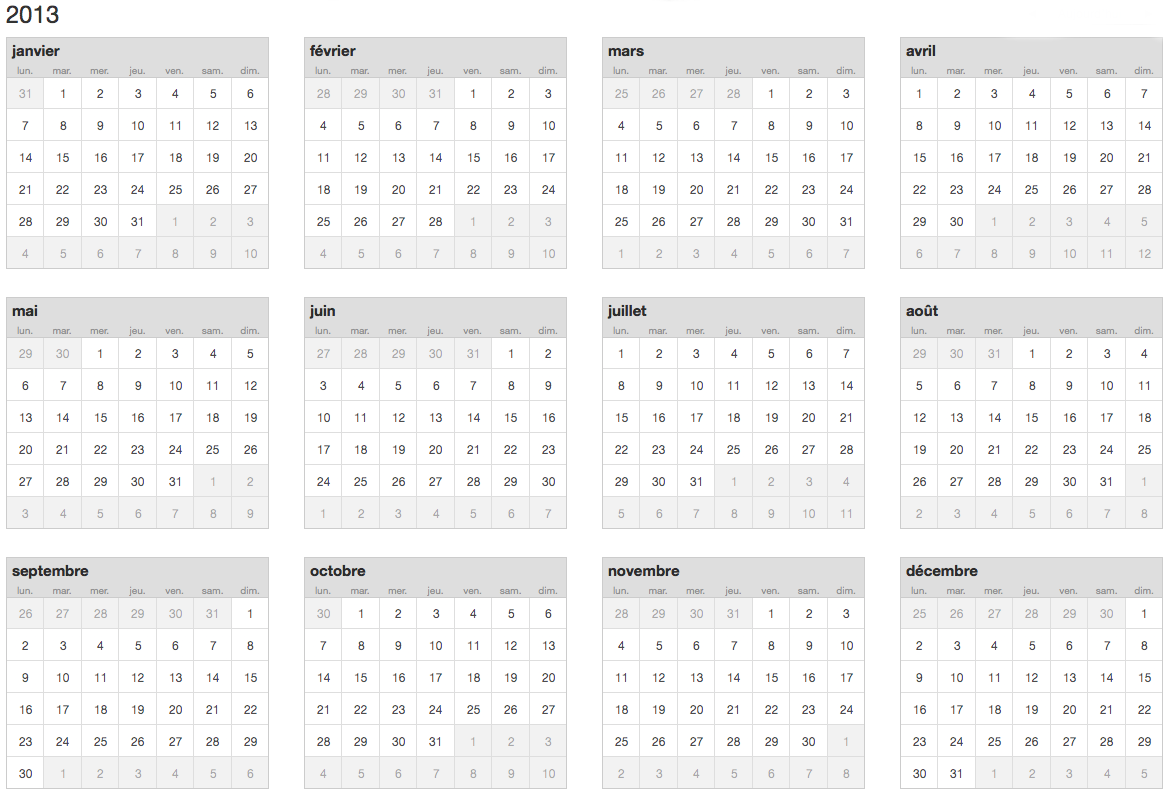 2013
janvier
lun. mar. mer. jeu. ven. sam. dim.
31 1 2 3 4 5 6
7 8 9 10 11 12 13
14 15 16 17 18 19 20
21 22 23 24 25 26 27
28 29 30 31 1 2 3
4 5 6 7 8 9 10
février
lun. mar. mer. jeu. ven. sam. dim.
28 29 30 31 1 2 3
4 5 6 7 8 9 10
11 12 13 14 15 16 17
18 19 20 21 22 23 24
25 26 27 28 1 2 3
4 5 6 7 8 9 10
mars
lun. mar. mer. jeu. ven. sam. dim.
25 26 27 28 1 2 3
4 5 6 7 8 9 10
11 12 13 14 15 16 17
18 19 20 21 22 23 24
25 26 27 28 29 30 31
1 2 3 4 5 6 7
avril
lun. mar. mer. jeu. ven. sam. dim.
1 2 3 4 5 6 7
8 9 10 11 12 13 14
15 16 17 18 19 20 21
22 23 24 25 26 27 28
29 30 1 2 3 4 5
6 7 8 9 10 11 12
mai
lun. mar. mer. jeu. ven. sam. dim.
29 30 1 2 3 4 5
6 7 8 9 10 11 12
13 14 15 16 17 18 19
20 21 22 23 24 25 26
27 28 29 30 31 1 2
3 4 5 6 7 8 9
juin
lun. mar. mer. jeu. ven. sam. dim.
27 28 29 30 31 1 2
3 4 5 6 7 8 9
10 11 12 13 14 15 16
17 18 19 20 21 22 23
24 25 26 27 28 29 30
1 2 3 4 5 6 7
juillet
lun. mar. mer. jeu. ven. sam. dim.
1 2 3 4 5 6 7
8 9 10 11 12 13 14
15 16 17 18 19 20 21
22 23 24 25 26 27 28
29 30 31 1 2 3 4
5 6 7 8 9 10 11
août
lun. mar. mer. jeu. ven. sam. dim.
29 30 31 1 2 3 4
5 6 7 8 9 10 11
12 13 14 15 16 17 18
19 20 21 22 23 24 25
26 27 28 29 30 31 1
2 3 4 5 6 7 8
septembre
lun. mar. mer. jeu. ven. sam. dim.
26 27 28 29 30 31 1
2 3 4 5 6 7 8
9 10 11 12 13 14 15
16 17 18 19 20 21 22
23 24 25 26 27 28 29
30 1 2 3 4 5 6
octobre
lun. mar. mer. jeu. ven. sam. dim.
30 1 2 3 4 5 6
7 8 9 10 11 12 13
14 15 16 17 18 19 20
21 22 23 24 25 26 27
28 29 30 31 1 2 3
4 5 6 7 8 9 10
novembre
lun. mar. mer. jeu. ven. sam. dim.
28 29 30 31 1 2 3
4 5 6 7 8 9 10
11 12 13 14 15 16 17
18 19 20 21 22 23 24
25 26 27 28 29 30 1
2 3 4 5 6 7 8
décembre
lun. mar. mer. jeu. ven. sam. dim.
25 26 27 28 29 30 1
2 3 4 5 6 7 8
9 10 11 12 13 14 15
16 17 18 19 20 21 22
23 24 25 26 27 28 29
30 31 1 2 3 4 5